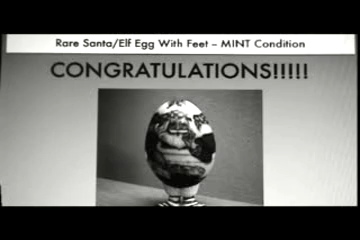 Rare Santa/Elf Egg With Feet – MINT Condition
CONGRATULATIONS!!!!!